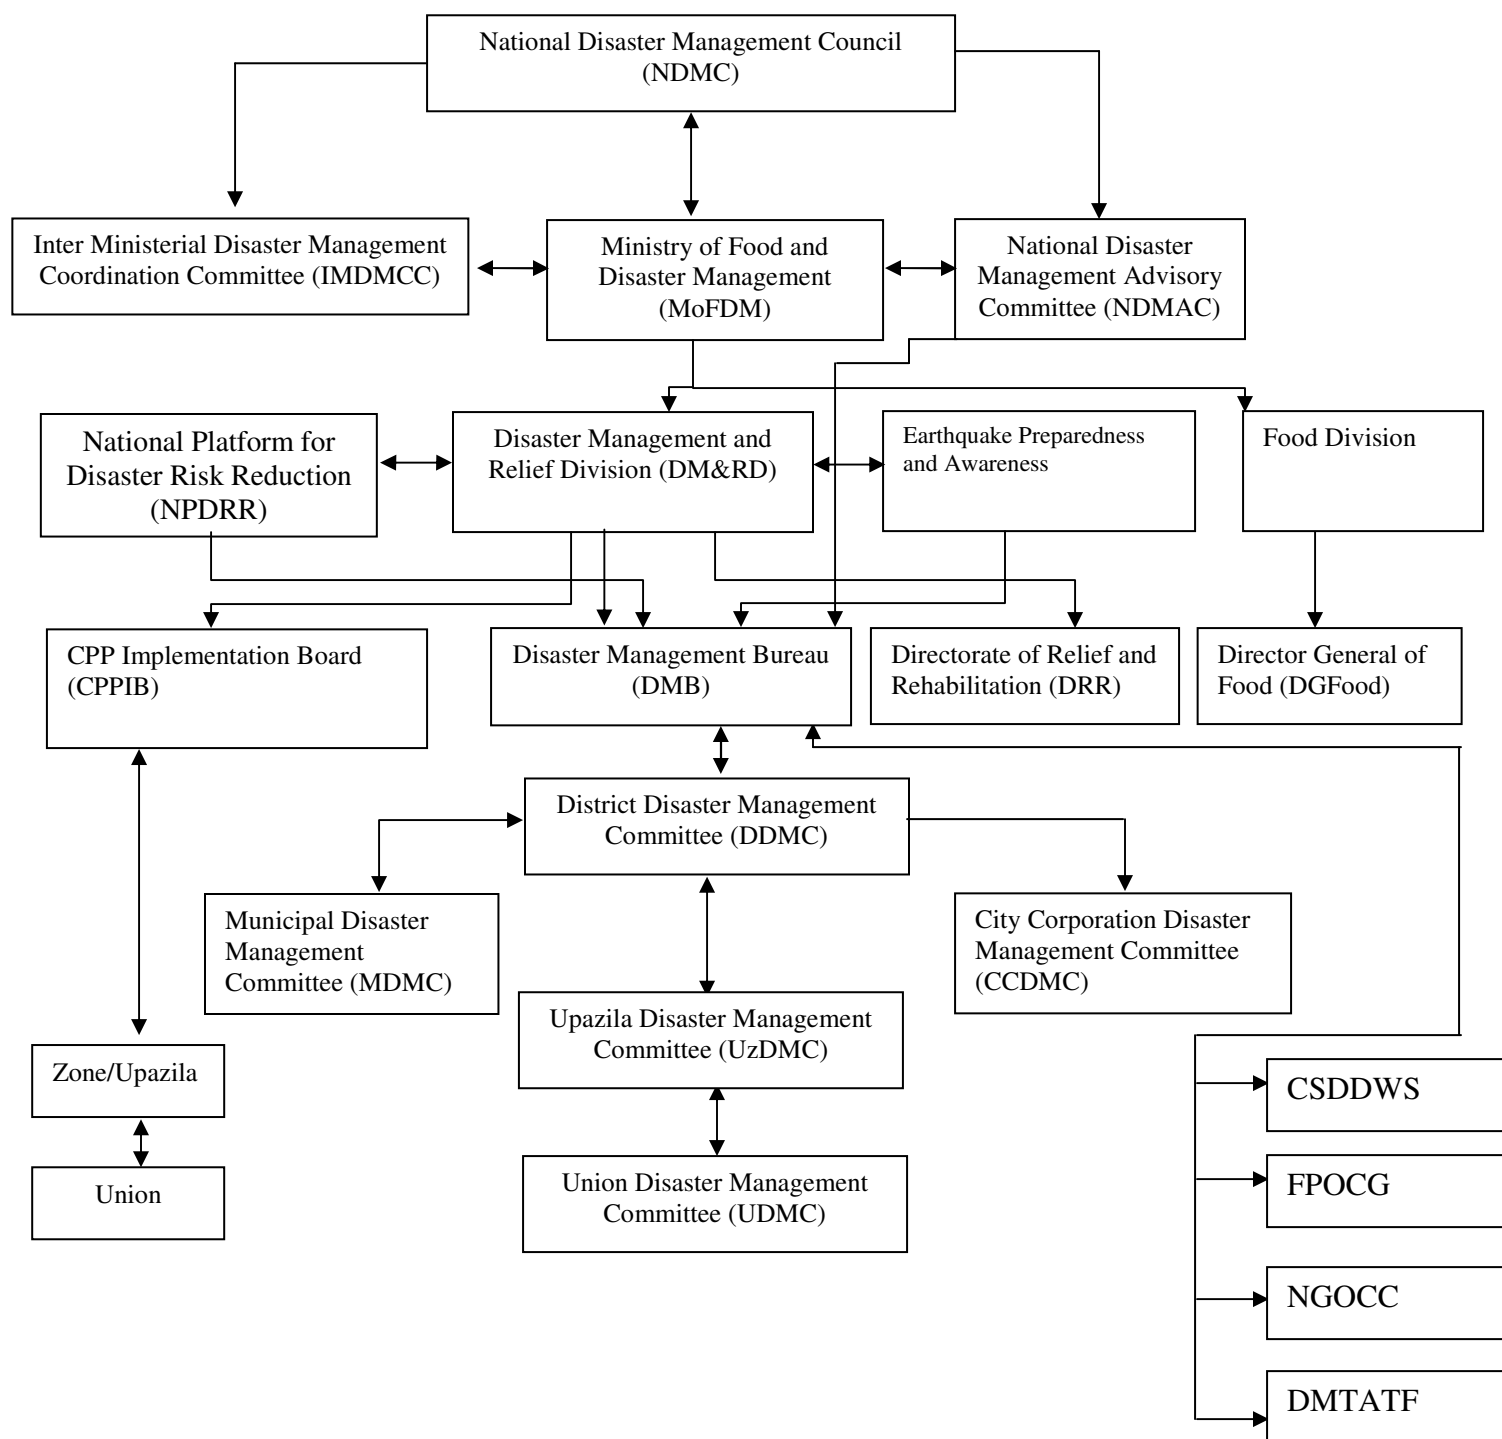 National Disaster Management Council
(NDMC)
Inter Ministerial Disaster Management
Coordination Committee (IMDMCC)
Ministry of Food and
Disaster Management
(MoFDM)
National Disaster
Management Advisory
Committee (NDMAC)
National Platform for
Disaster Risk Reduction
(NPDRR)
Disaster Management and
Relief Division (DM&RD)
Earthquake Preparedness
and Awareness
Food Division
CPP Implementation Board
(CPPIB)
Disaster Management Bureau
(DMB)
Directorate of Relief and
Rehabilitation (DRR)
Director General of
Food (DGFood)
District Disaster Management
Committee (DDMC)
Municipal Disaster
Management
Committee (MDMC)
City Corporation Disaster
Management Committee
(CCDMC)
Upazila Disaster Management
Committee (UzDMC)
Zone/Upazila
CSDDWS
Union
Union Disaster Management
Committee (UDMC)
FPOCG
NGOCC
DMTATF